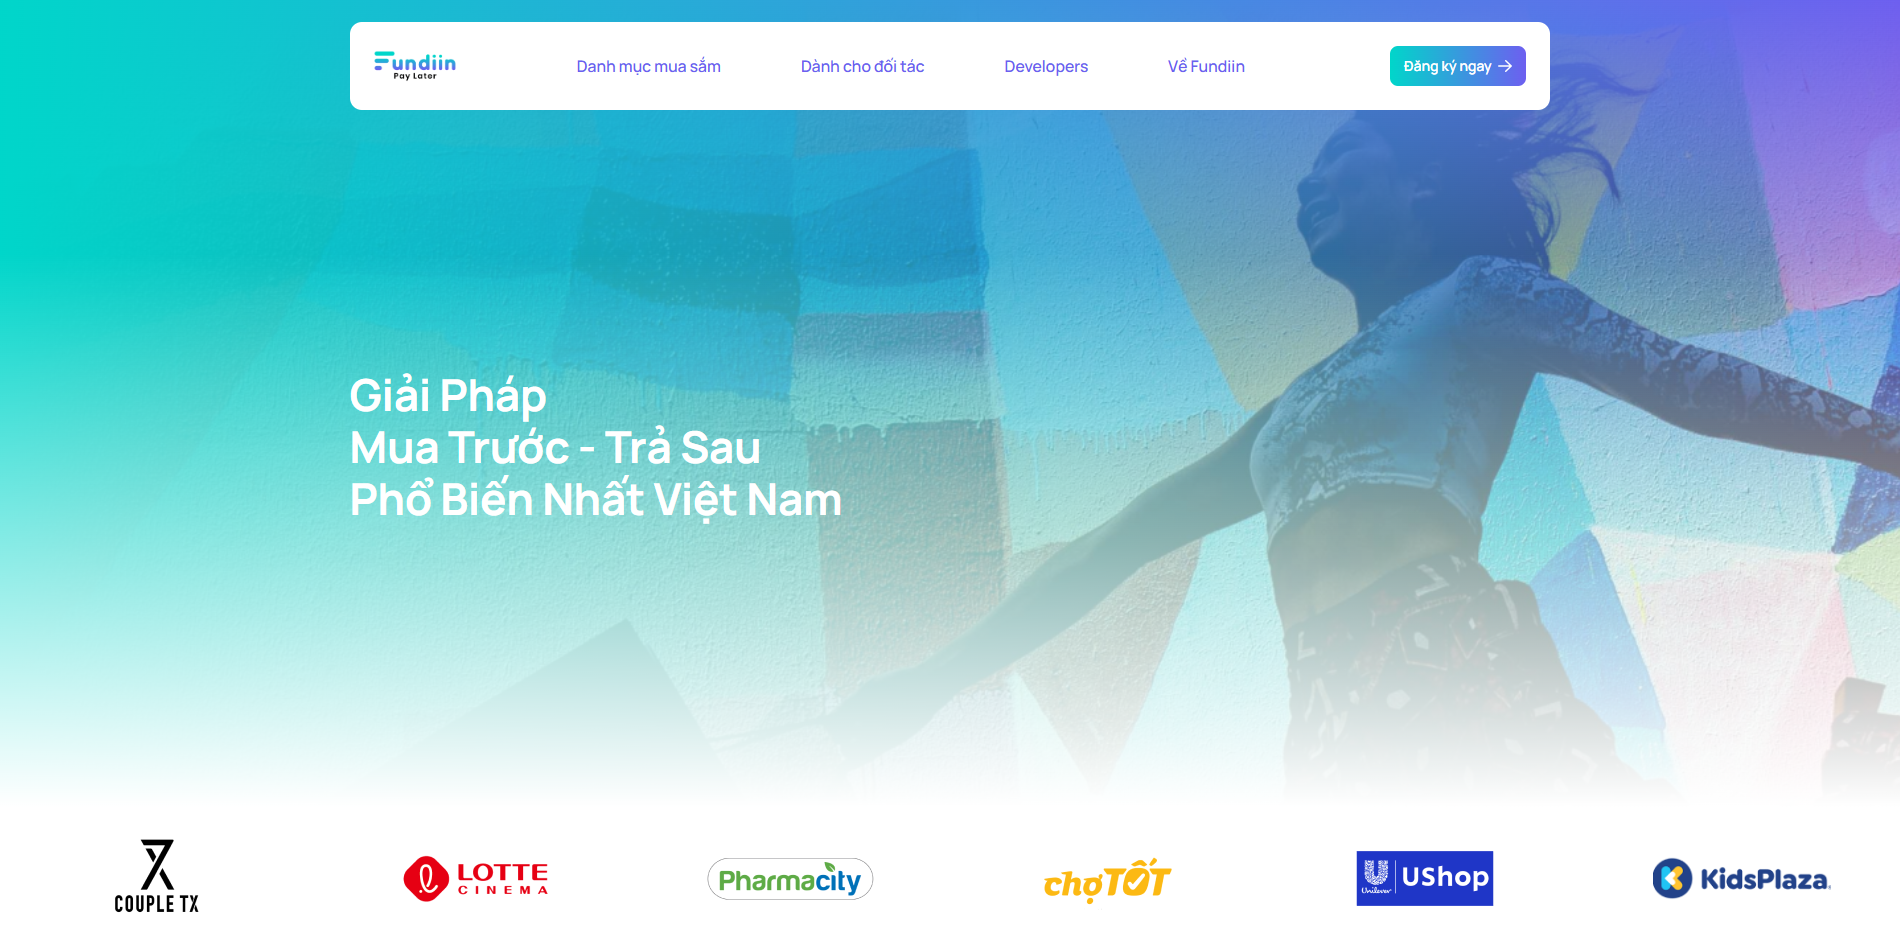 Fundiin
Pay Later
Danh mục mua sắm
Dành cho đối tác
Developers
Về Fundiin
Đăng ký ngay
Giải Pháp
Mua Trước - Trả Sau
Phổ Biến Nhất Việt Nam
COUPLE TX
LOTTE
CINEMA
Pharmacity
chợTỐT
Unilever
UShop
KidsPlaza